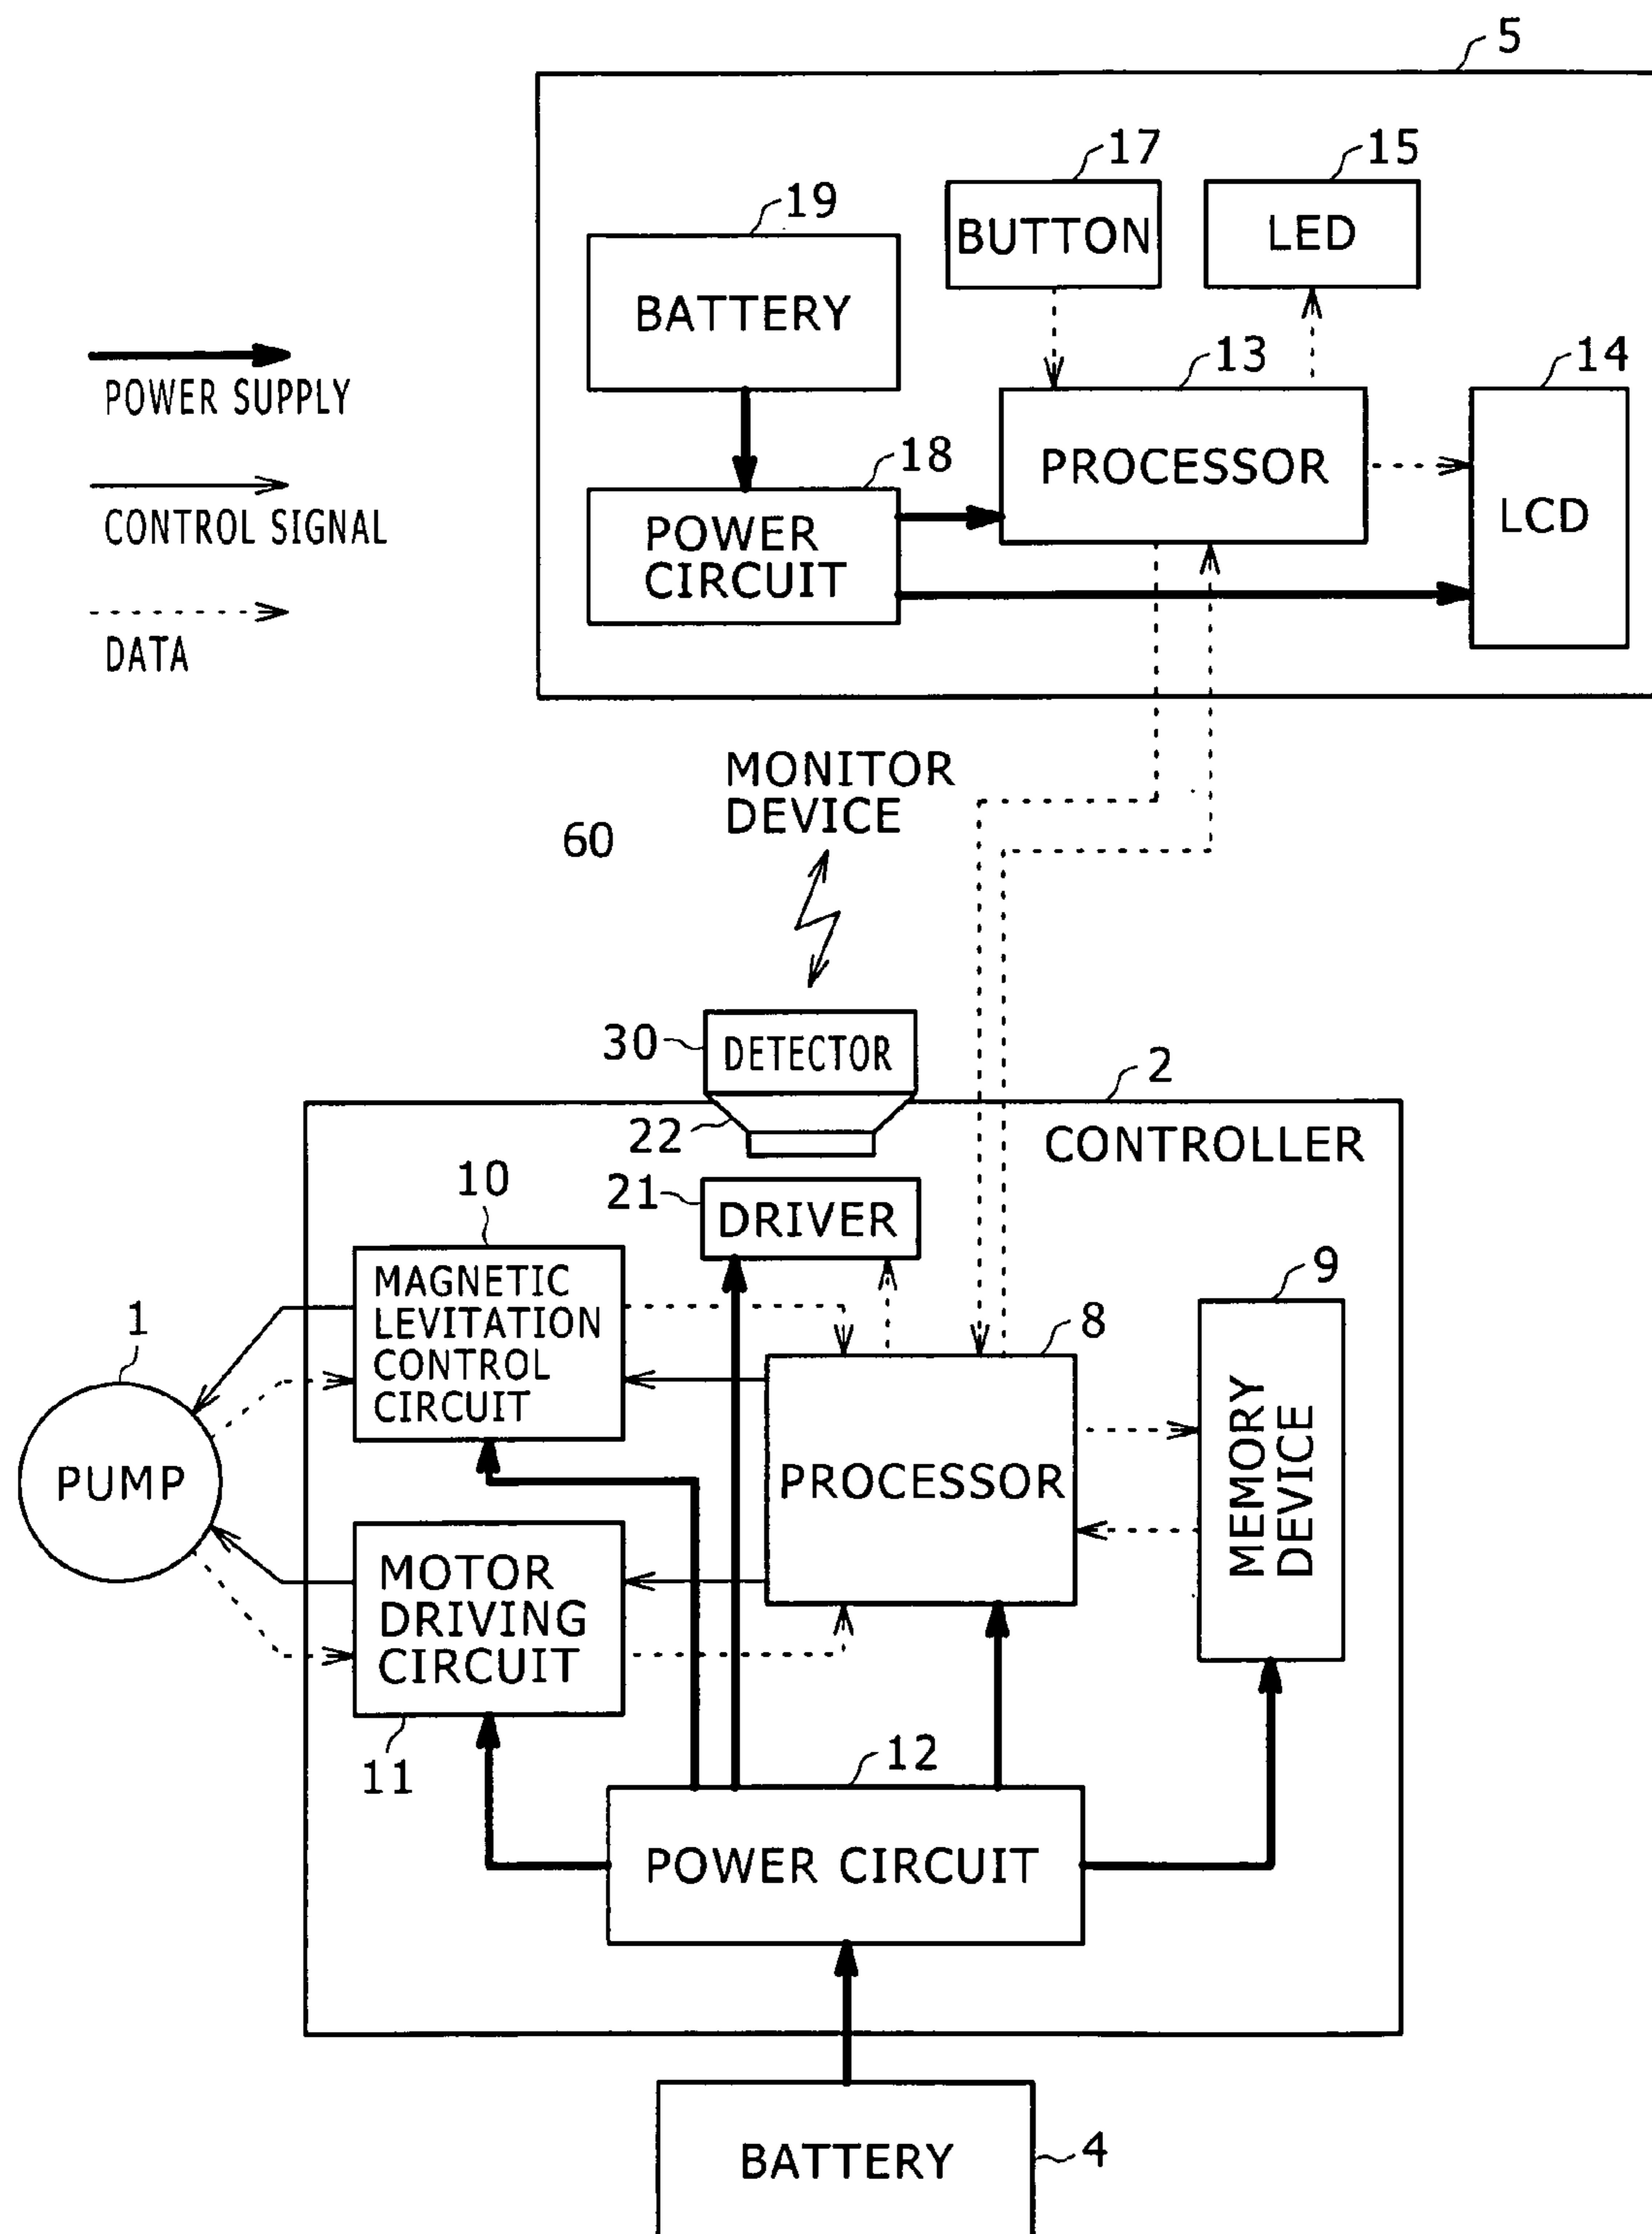 5
17
15
19
BUTTON
LED
BATTERY
13
14
POWER SUPPLY
18
PROCESSOR
LCD
CONTROL SIGNAL
POWER
CIRCUIT
DATA
MONITOR
DEVICE
60
30
DETECTOR
2
22
CONTROLLER
10
21
DRIVER
9
MAGNETIC
LEVITATION
CONTROL
CIRCUIT
8
1
PUMP
PROCESSOR
MEMORY
DEVICE
MOTOR
DRIVING
CIRCUIT
11
12
POWER CIRCUIT
BATTERY
4